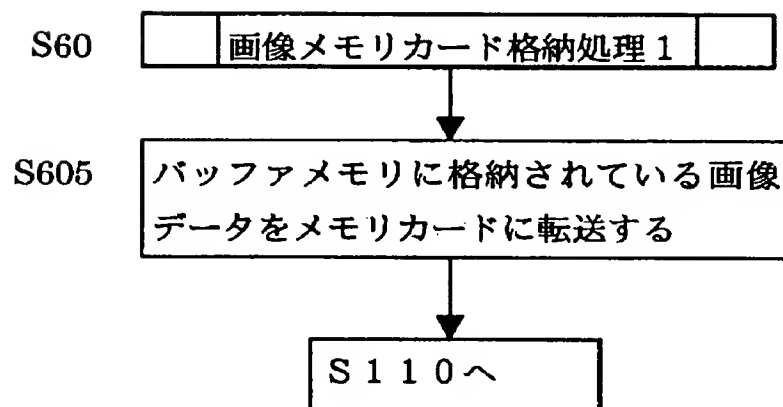 S60
画像メモリカード格納処理1
S605
バッファメモリに格納されている画像
データをメモリカードに転送する
S110へ